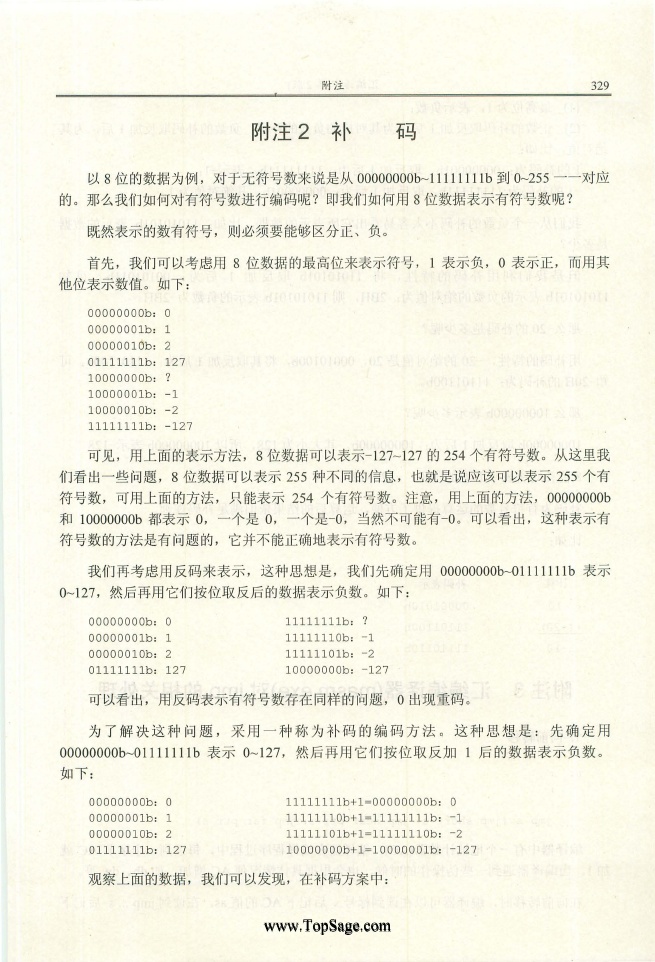 附注
329
附注 2 补 码
以 8 位的数据为例，对于无符号数来说是从 00000000b~11111111b 到 0~255 一一对应
的。那么我们如何对有符号数进行编码呢？即我们如何用 8 位数据表示有符号数呢？
既然表示的数有符号，则必须要能够区分正、负。
首先，我们可以考虑用 8 位数据的最高位来表示符号，1 表示负，0 表示正，而用其
他位表示数值。如下：
00000000b：0
00000001b：1
00000010b：2
01111111b：127
10000000b：？
10000001b：-1
10000010b：-2
11111111b：-127
可见，用上面的表示方法，8 位数据可以表示-127~127 的 254 个有符号数。从这里我
们看出一些问题，8 位数据可以表示 255 种不同的信息，也就是说应该可以表示 255 个有
符号数，可用上面的方法，只能表示 254 个有符号数。注意，用上面的方法，00000000b
和 10000000b 都表示 0，一个是 0，一个是-0，当然不可能有-0。可以看出，这种表示有
符号数的方法是有问题的，它并不能正确地表示有符号数。
我们再考虑用反码来表示，这种思想是，我们先确定用 00000000b~01111111b 表示
0~127，然后再用它们按位取反后的数据表示负数。如下：
00000000b：0 11111111b：？
00000001b：1 11111110b：-1
00000010b：2 11111101b：-2
01111111b：127 10000000b：-127
可以看出，用反码表示有符号数存在同样的问题，0 出现重码。
为了解决这种问题，采用一种称为补码的编码方法。这种思想是：先确定用
00000000b~01111111b 表示 0~127，然后再用它们按位取反加 1 后的数据表示负数。
如下：
00000000b：0 11111111b+1=00000000b：0
00000001b：1 11111110b+1=11111111b：-1
00000010b：2 11111101b+1=11111110b：-2
01111111b：127 10000000b+1=10000001b：-127
观察上面的数据，我们可以发现，在补码方案中：
www.TopSage.com